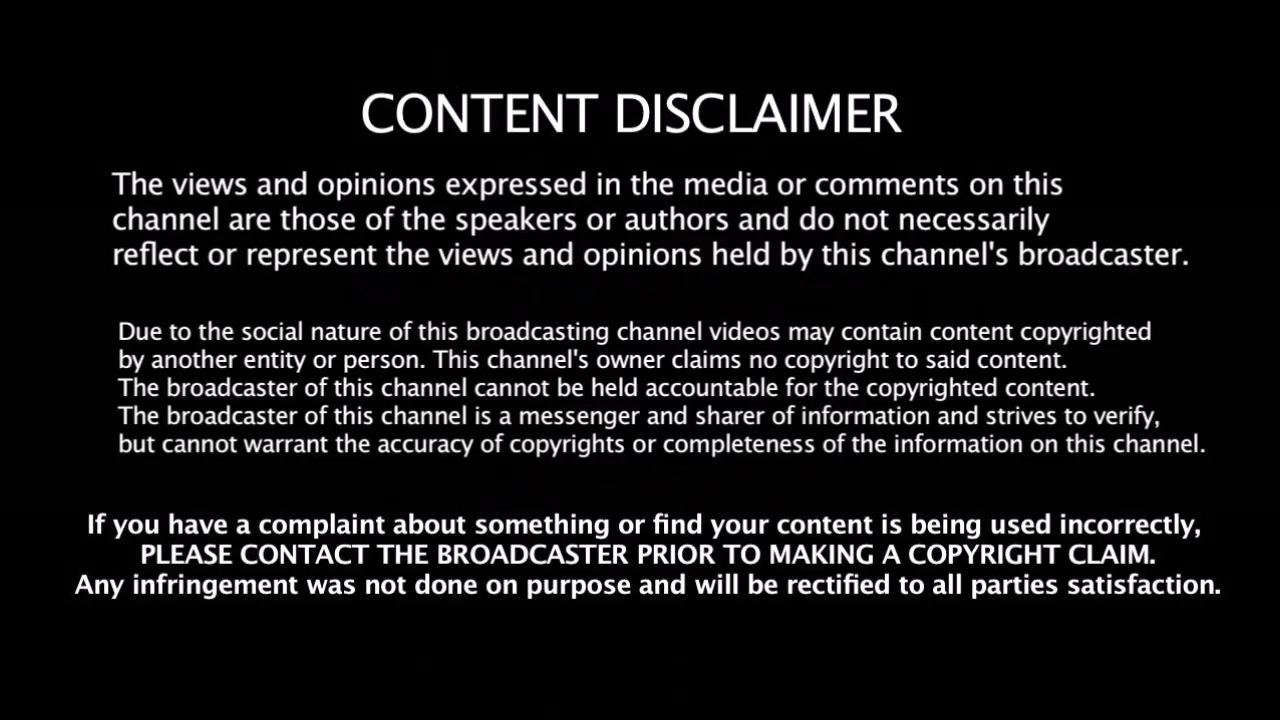 CONTENT DISCLAIMER
The views and opinions expressed in the media or comments on this
channel are those of the speakers or authors and do not necessarily
reflect or represent the views and opinions held by this channel's broadcaster.
Due to the social nature of this broadcasting channel videos may contain content copyrighted
by another entity or person. This channel's owner claims no copyright to said content.
The broadcaster of this channel cannot be held accountable for the copyrighted content.
The broadcaster of this channel is a messenger and sharer of information and strives to verify,
but cannot warrant the accuracy of copyrights or completeness of the information on this channel.
If you have a complaint about something or find your content is being used incorrectly,
PLEASE CONTACT THE BROADCASTER PRIOR TO MAKING A COPYRIGHT CLAIM.
Any infringement was not done on purpose and will be rectified to all parties satisfaction.